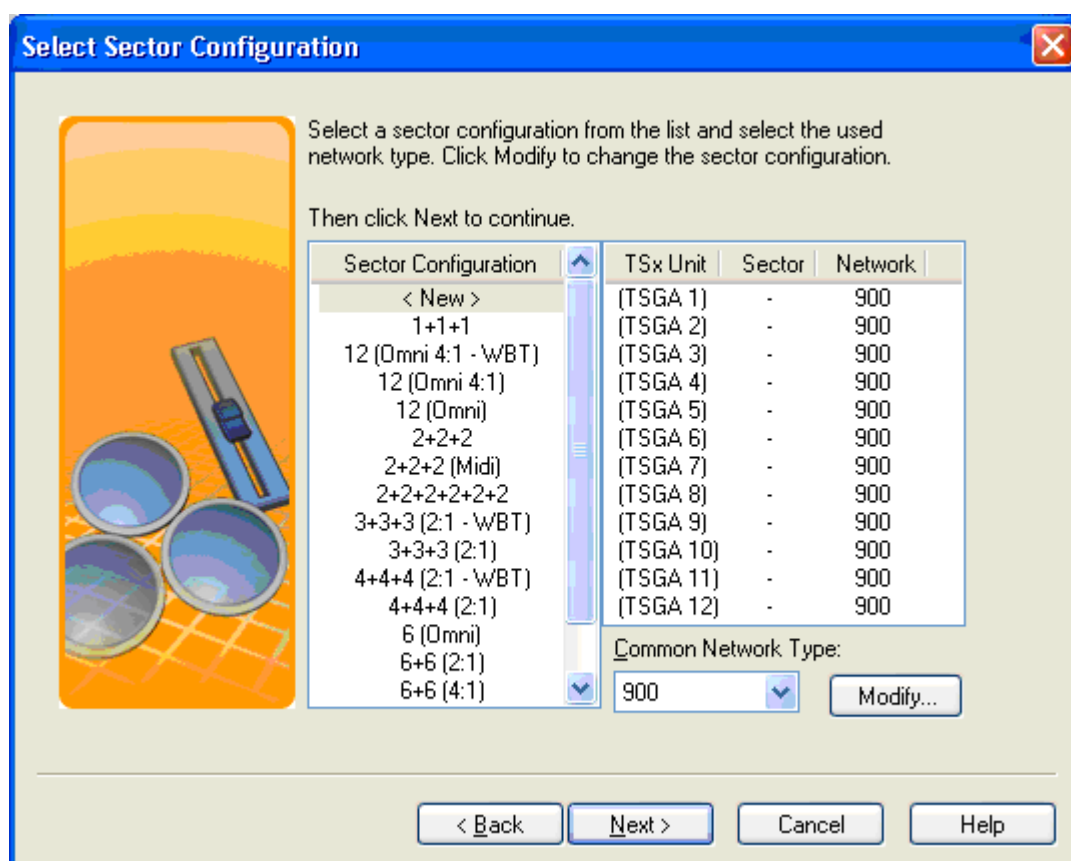 Select Sector Configuration
Select a sector configuration from the list and select the used
network type. Click Modify to change the sector configuration.
Then click Next to continue.
Sector Configuration
< New >
1+1+1
12 (Omni 4:1 - WBT)
12 (Omni 4:1)
12 (Omni)
2+2+2
2+2+2 (Midi)
2+2+2+2+2+2
3+3+3 (2:1 - WBT)
3+3+3 (2:1)
4+4+4 (2:1 - WBT)
4+4+4 (2:1)
6 (Omni)
6+6 (2:1)
6+6 (4:1)
TSx Unit Sector Network
(TSGA 1) - 900
(TSGA 2) - 900
(TSGA 3) - 900
(TSGA 4) - 900
(TSGA 5) - 900
(TSGA 6) - 900
(TSGA 7) - 900
(TSGA 8) - 900
(TSGA 9) - 900
(TSGA 10) - 900
(TSGA 11) - 900
(TSGA 12) - 900
Common Network Type:
900
Modify...
< Back
Next >
Cancel
Help